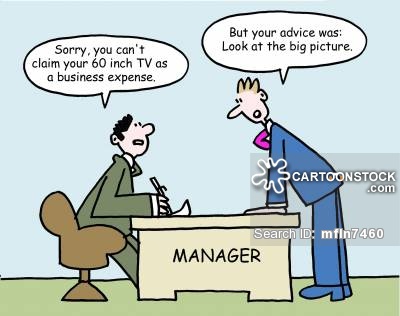 Sorry, you can't
claim your 60 inch TV as
a business expense.
But your advice was:
Look at the big picture.
CARTOONSTOCK
.com
Search ID: mfln7460
MANAGER